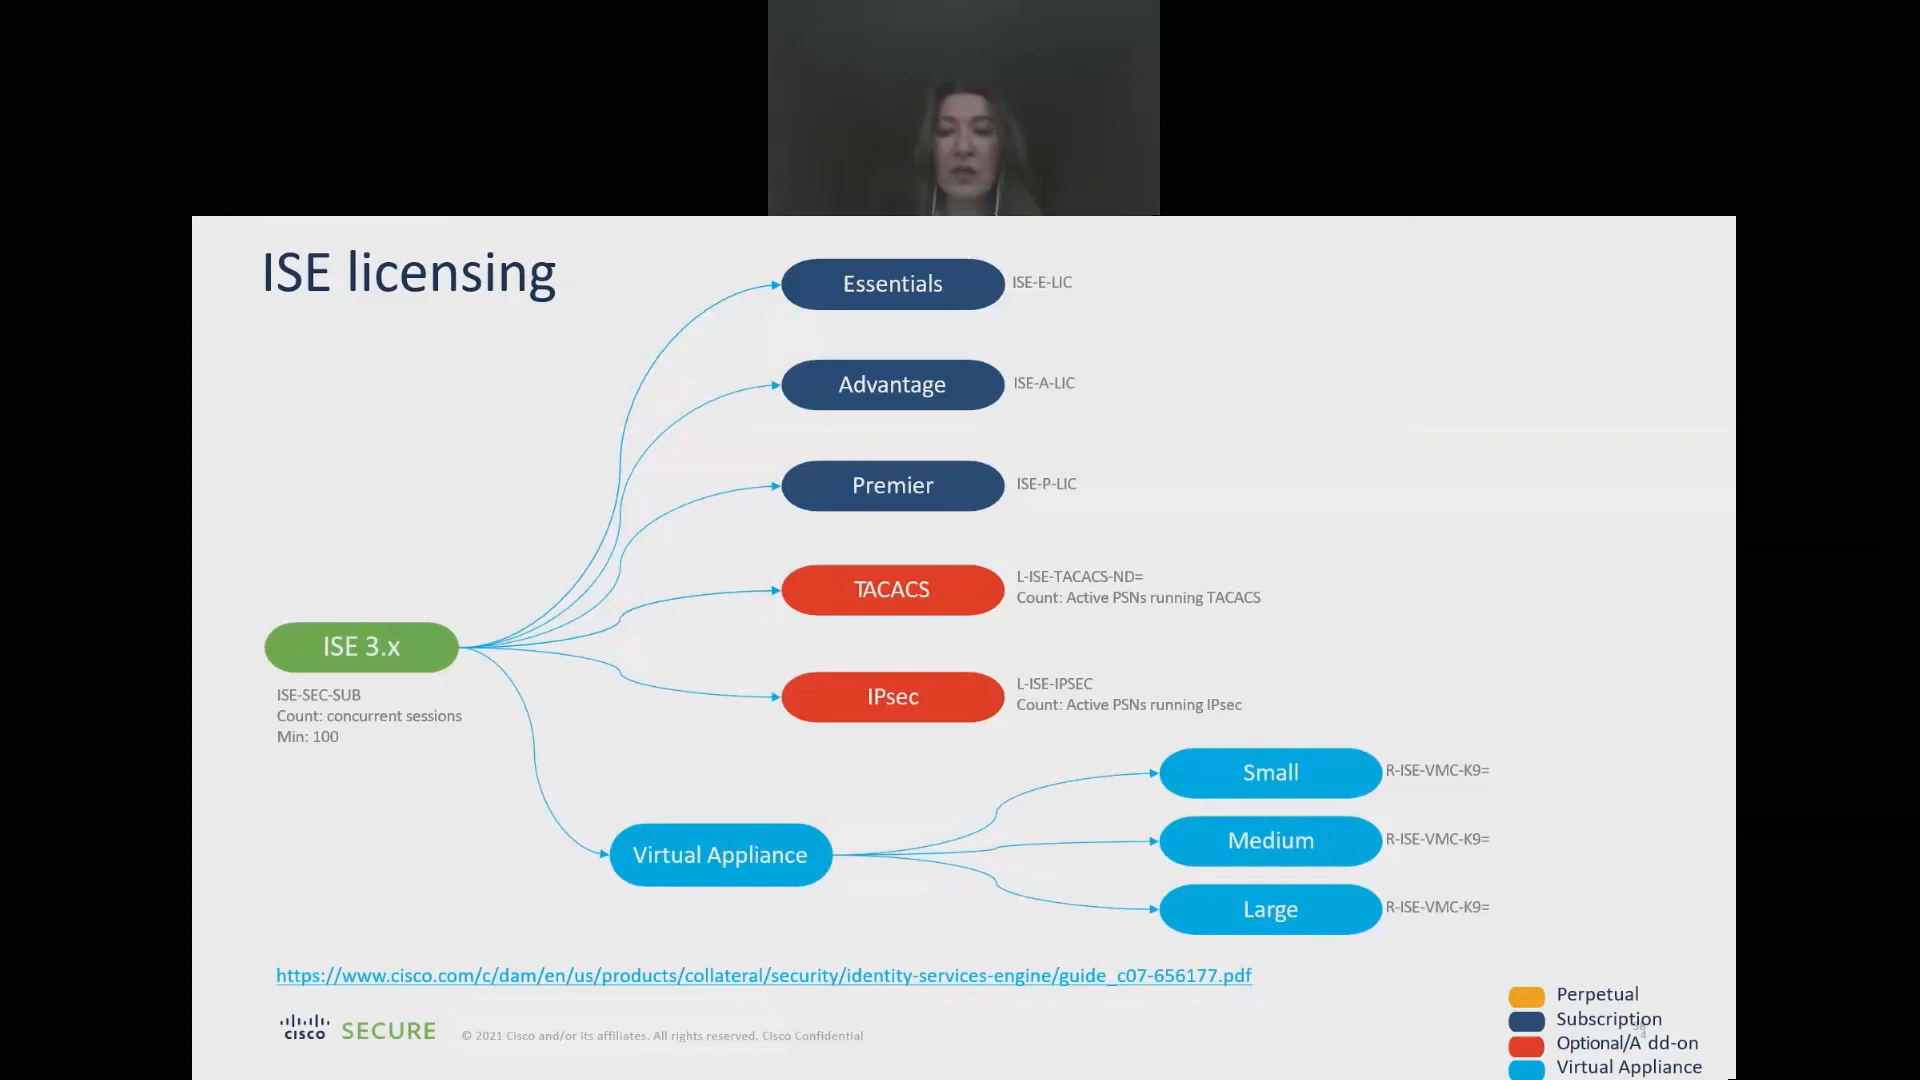 ISE licensing
Essentials
ISE-E-LIC
Advantage
ISE-A-LIC
Premier
ISE-P-LIC
TACACS
L-ISE-TACACS-ND=
Count: Active PSNs running TACACS
ISE 3.x
ISE-SEC-SUB
Count: concurrent sessions
Min: 100
IPsec
L-ISE-IPSEC
Count: Active PSNs running IPsec
Virtual Appliance
Small
R-ISE-VMC-K9=
Medium
R-ISE-VMC-K9=
Large
R-ISE-VMC-K9=
https://www.cisco.com/c/dam/en/us/products/collateral/security/identity-services-engine/guide_c07-656177.pdf
cisco SECURE
© 2021 Cisco and/or its affiliates. All rights reserved. Cisco Confidential
Perpetual
Subscription
Optional/A dd-on
Virtual Appliance